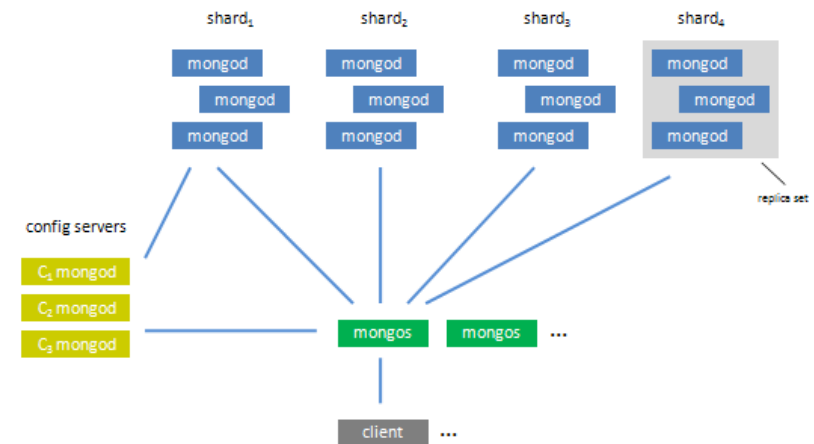 shard₁ shard₂ shard₃ shard₄
mongod mongod mongod mongod
mongod mongod mongod mongod
mongod mongod mongod mongod
replica set
config servers
C₁ mongod
C₂ mongod
C₃ mongod
mongos mongos ...
client ...